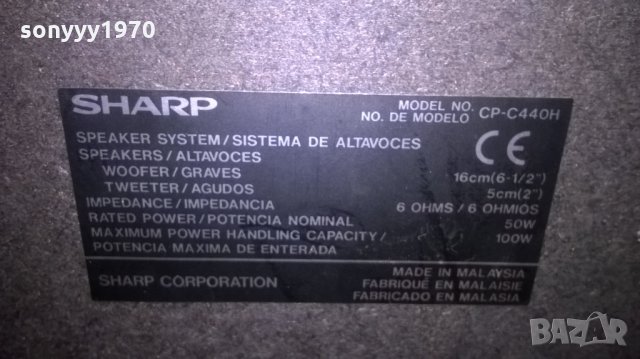 sonyyy1970
SHARP
MODEL NO. CP-C440H
NO. DE MODELO
SPEAKER SYSTEM/SISTEMA DE ALTAVOCES
CE
SPEAKERS/ALTAVOCES
WOOFER/GRAVES 16cm(6-1/2")
TWEETER/AGUDOS 5cm(2")
IMPEDANCE/IMPEDANCIA 6 OHMS/6 OHMIOS
RATED POWER/POTENCIA NOMINAL 50W
MAXIMUM POWER HANDLING CAPACITY/ 100W
POTENCIA MAXIMA DE ENTERADA
SHARP CORPORATION
MADE IN MALAYSIA
FABRIQUÉ EN MALAISIE
FABRICADO EN MALASIA
BAZAR